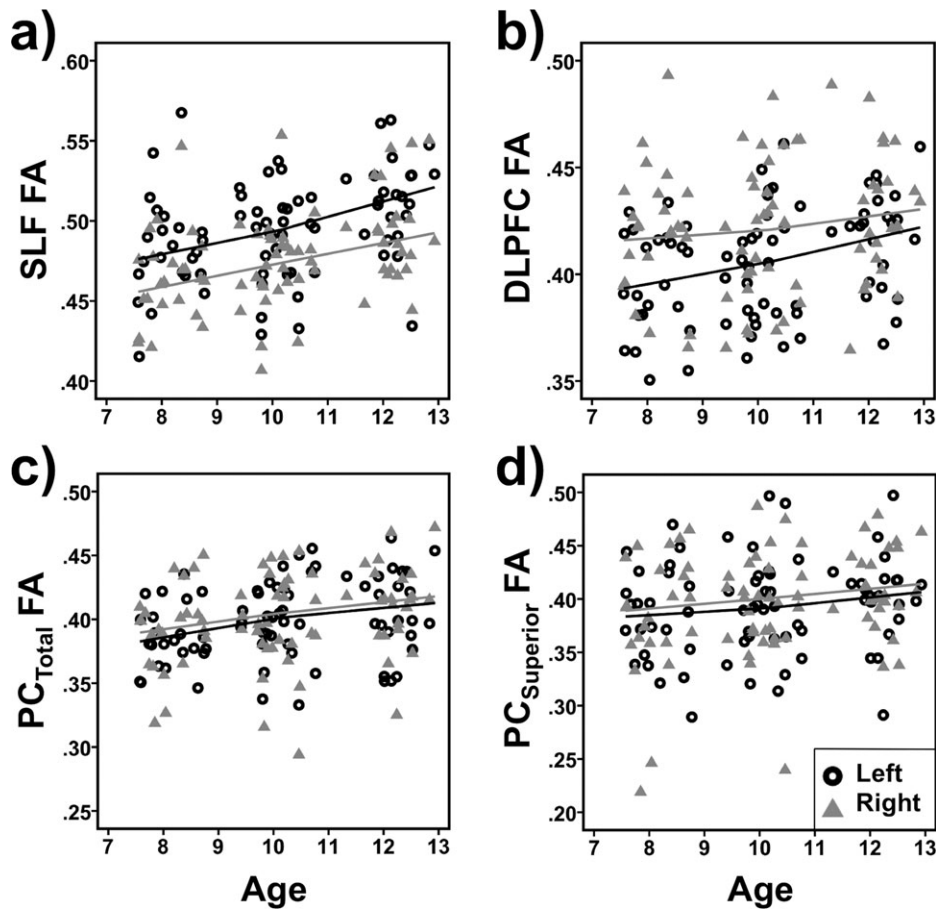 a)
SLF FA
.60
.55
.50
.45
.40
7 8 9 10 11 12 13
b)
DLPFC FA
.50
.45
.40
.35
7 8 9 10 11 12 13
c)
PCTotal FA
.50
.45
.40
.35
.30
.25
7 8 9 10 11 12 13
Age
d)
PCSuperior FA
.50
.45
.40
.35
.30
.25
.20
7 8 9 10 11 12 13
Age
Left
Right